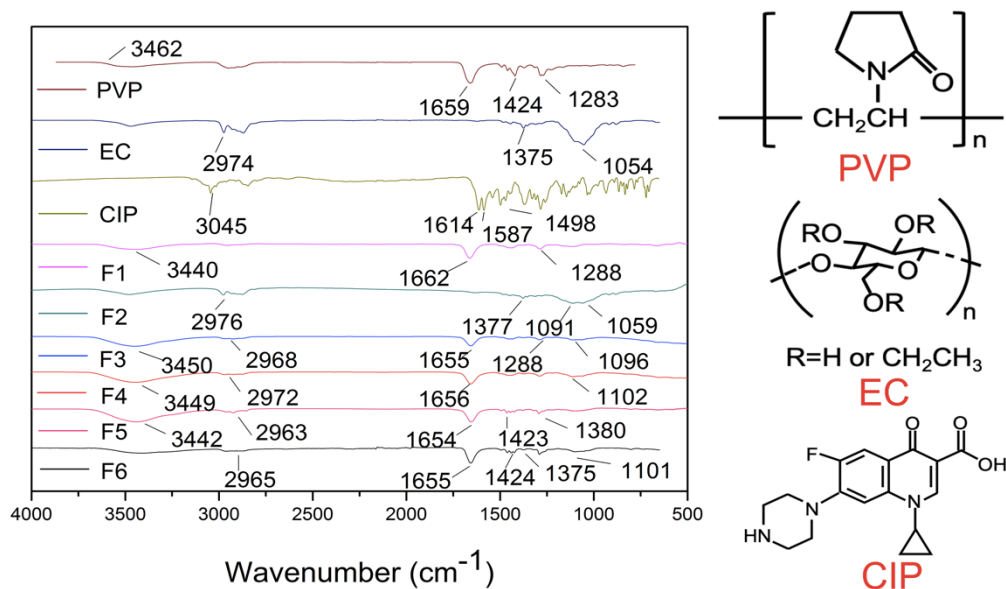 3462
PVP
1659
1424
1283
EC
2974
1375
1054
CIP
3045
1614
1587
1498
F1
3440
1662
1288
F2
2976
1377
1091
1059
F3
3450
2968
1655
1288
1096
F4
3449
2972
1656
1102
F5
3442
2963
1654
1423
1380
F6
2965
1655
1424
1375
1101
4000 3500 3000 2500 2000 1500 1000 500
Wavenumber (cm⁻¹)
N
O
CH₂CH
n
PVP
RO
OR
O
O
OR
n
R=H or CH₂CH₃
EC
O
O
F
OH
N
N
HN
CIP